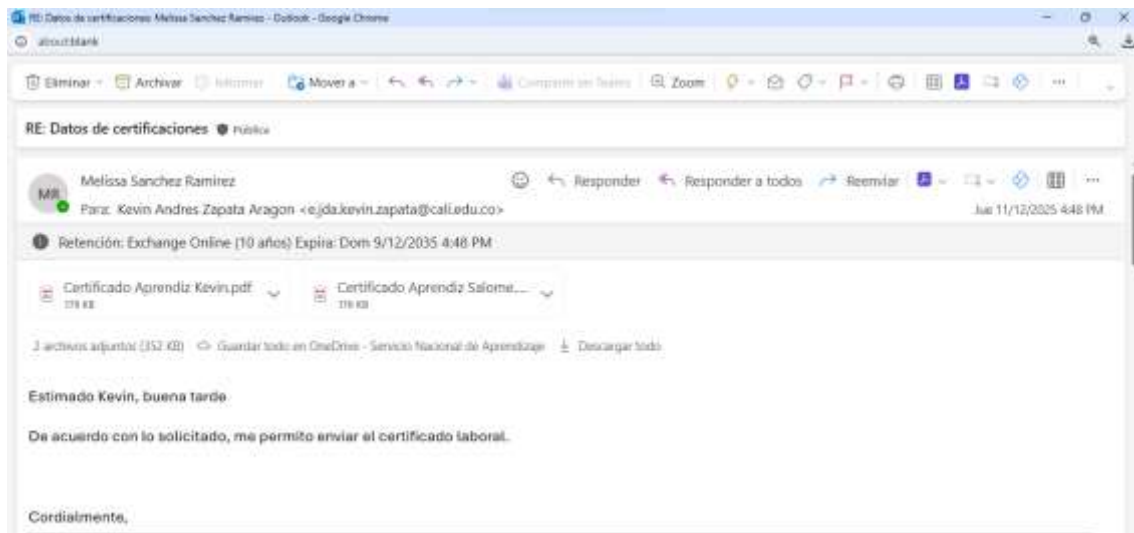 RE: Datos de certificaciones: Melissa Sanchez Ramirez - Outlook - Google Chrome
about:blank
Eliminar Archivar Informar Mover a Compartir en Teams Zoom
RE: Datos de certificaciones Pública
MR
Melissa Sanchez Ramirez
Responder Responder a todos Reenviar
Para: Kevin Andres Zapata Aragon <ejda.kevin.zapata@cali.edu.co>
Jue 11/12/2025 4:48 PM
Retención: Exchange Online (10 años) Expira: Dom 9/12/2035 4:48 PM
Certificado Aprendiz Kevin.pdf
Certificado Aprendiz Salome....
2 archivos adjuntos (352 KB) Guardar todo en OneDrive - Servicio Nacional de Aprendizaje Descargar todo
Estimado Kevin, buena tarde
De acuerdo con lo solicitado, me permito enviar el certificado laboral.
Cordialmente,